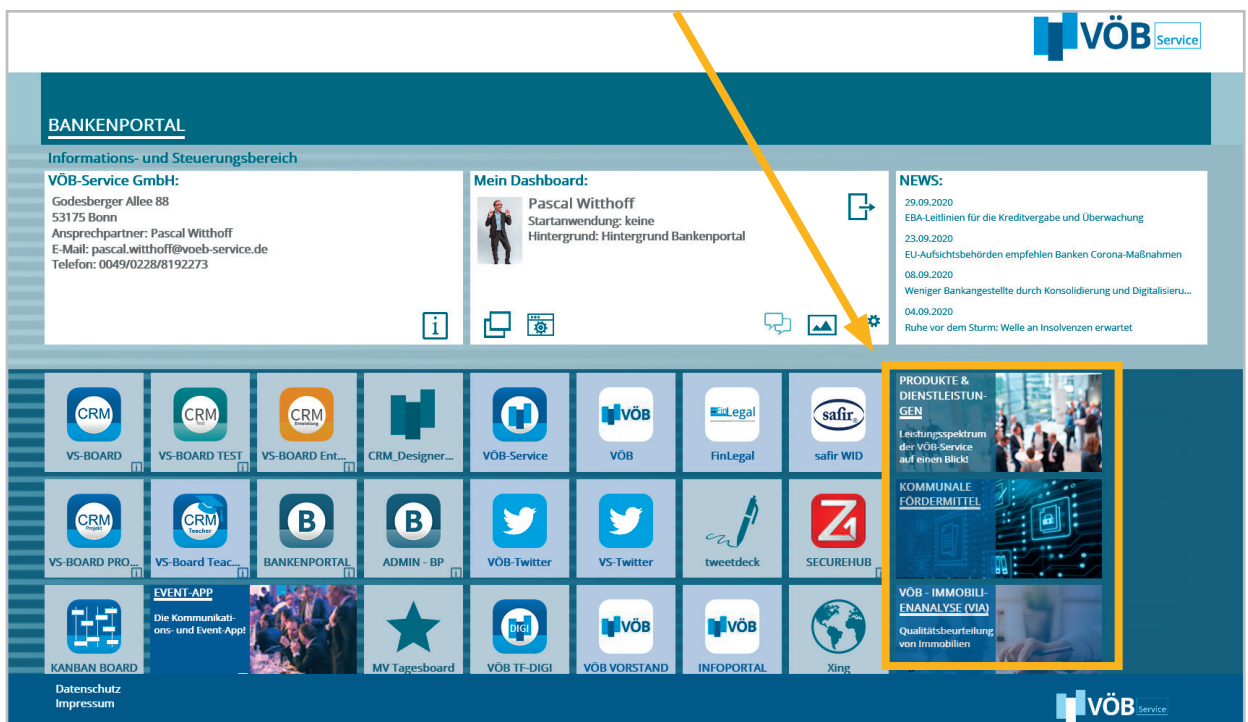 VÖB Service
BANKENPORTAL
Informations- und Steuerungsbereich
VÖB-Service GmbH:
Godesberger Allee 88
53175 Bonn
Ansprechpartner: Pascal Witthoff
E-Mail: pascal.witthoff@voeb-service.de
Telefon: 0049/0228/8192273
i
Mein Dashboard:
Pascal Witthoff
Startanwendung: keine
Hintergrund: Hintergrund Bankenportal
NEWS:
29.09.2020
EBA-Leitlinien für die Kreditvergabe und Überwachung
23.09.2020
EU-Aufsichtsbehörden empfehlen Banken Corona-Maßnahmen
08.09.2020
Weniger Bankangestellte durch Konsolidierung und Digitalisieru...
04.09.2020
Ruhe vor dem Sturm: Welle an Insolvenzen erwartet
CRM
VS-BOARD
CRM
Test
VS-BOARD TEST
CRM
Entwicklung
VS-BOARD Ent...
CRM_Designer...
VÖB-Service
VÖB
VÖB
FinLegal
FinLegal
safir
safir WID
PRODUKTE &
DIENSTLEISTUN-
GEN
Leistungsspektrum
der VÖB-Service
auf einen Blick!
CRM
Projekt
VS-BOARD PRO...
CRM
Teacher
VS-Board Teac...
B
BANKENPORTAL
B
ADMIN - BP
VÖB-Twitter
VS-Twitter
tweetdeck
Z1
SECUREHUB
KOMMUNALE
FÖRDERMITTEL
KANBAN BOARD
EVENT-APP
Die Kommunikati-
ons- und Event-App!
MV Tagesboard
DIGI
VÖB TF-DIGI
VÖB
VÖB VORSTAND
VÖB
INFOPORTAL
Xing
VÖB - IMMOBILI-
ENANALYSE (VIA)
Qualitätsbeurteilung
von Immobilien
Datenschutz
Impressum
VÖB Service